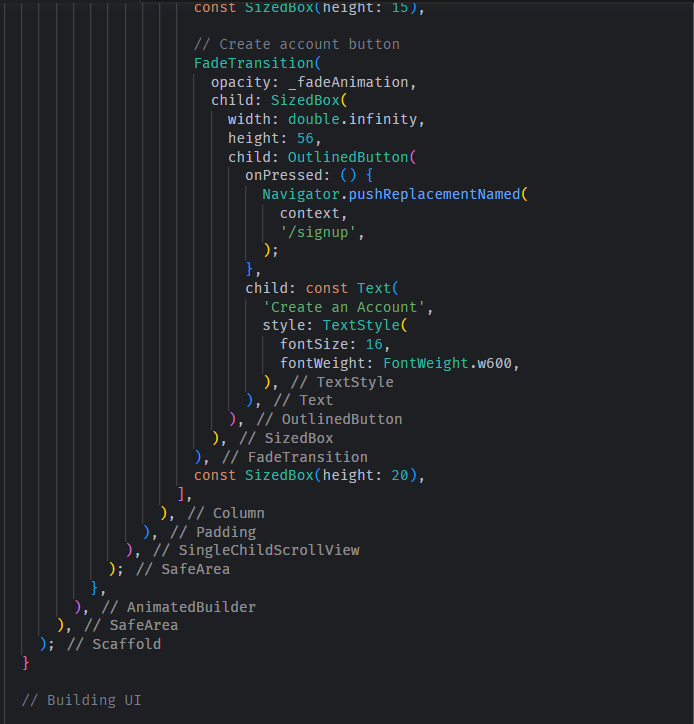 const SizedBox(height: 15),
// Create account button
FadeTransition(
opacity: _fadeAnimation,
child: SizedBox(
width: double.infinity,
height: 56,
child: OutlinedButton(
onPressed: () {
Navigator.pushReplacementNamed(
context,
'/signup',
);
},
child: const Text(
'Create an Account',
style: TextStyle(
fontSize: 16,
fontWeight: FontWeight.w600,
), // TextStyle
), // Text
), // OutlinedButton
), // SizedBox
), // FadeTransition
const SizedBox(height: 20),
],
), // Column
), // Padding
), // SingleChildScrollView
); // SafeArea
},
), // AnimatedBuilder
), // SafeArea
); // Scaffold
}
// Building UI